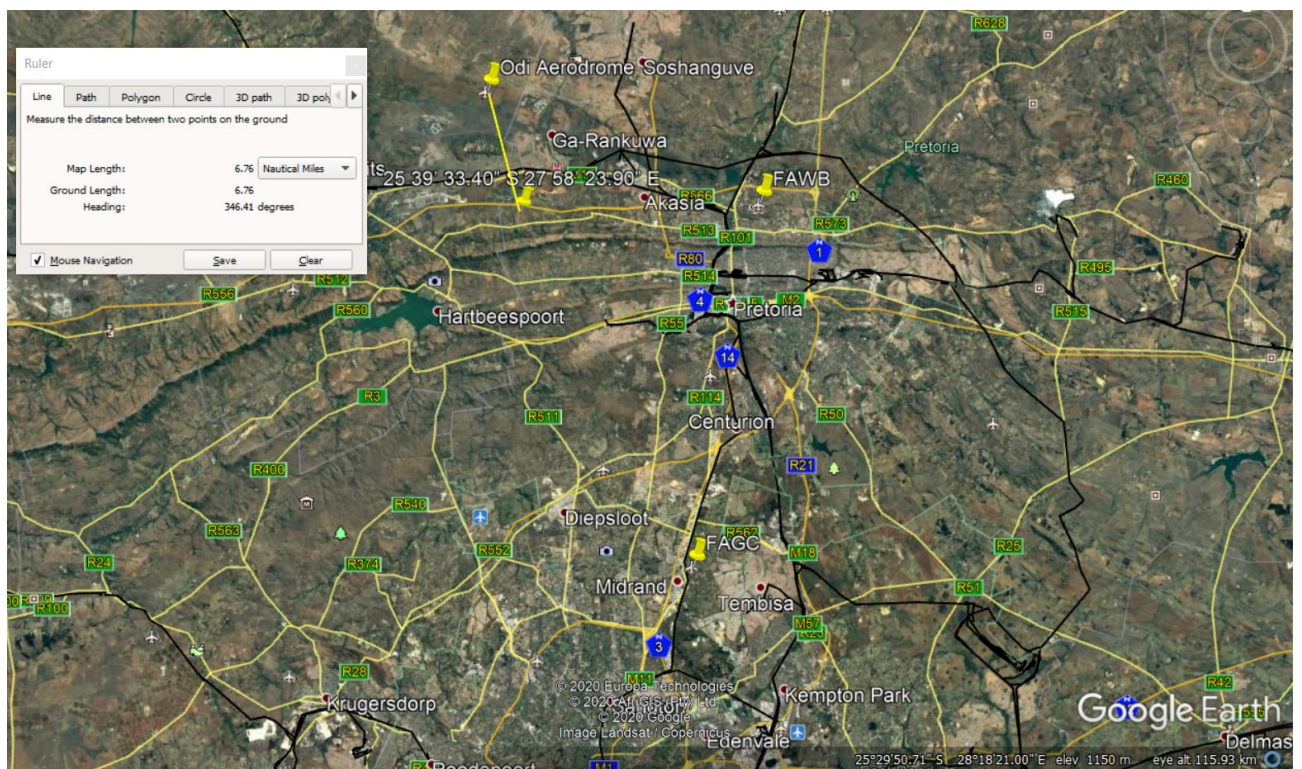 Ruler
Line Path Polygon Circle 3D path 3D poly
Measure the distance between two points on the ground
Map Length: 6.76 Nautical Miles
Ground Length: 6.76
Heading: 346.41 degrees
Mouse Navigation Save Clear
R628
Odi Aerodrome Soshanguve
Ga-Rankuwa
Pretoria
25 39' 33.40" S 27 58' 23.90" E
R566
FAWB
R460
Akasia
R573
R513
R101
R80
1
R495
R514
R512
R556
R560
Hartbeespoort
4
M2
Pretoria
R55
R515
14
R3
R114
R511
R50
Centurion
R400
R21
R540
Diepsloot
R563
R562
FAGC
R552
M18
R25
R24
R374
Midrand
Tembisa
R51
R100
M57
R23
N
3
R28
M11
R42
Krugersdorp
Kempton Park
© 2020 Europa Technologies
© 2020 AfriGIS (Pty) Ltd.
© 2020 Google
Image Landsat / Copernicus
Google Earth
Edenvale
Delmas
M1
25°29'50.71" S 28°18'21.00" E elev 1150 m eye alt 115.93 km